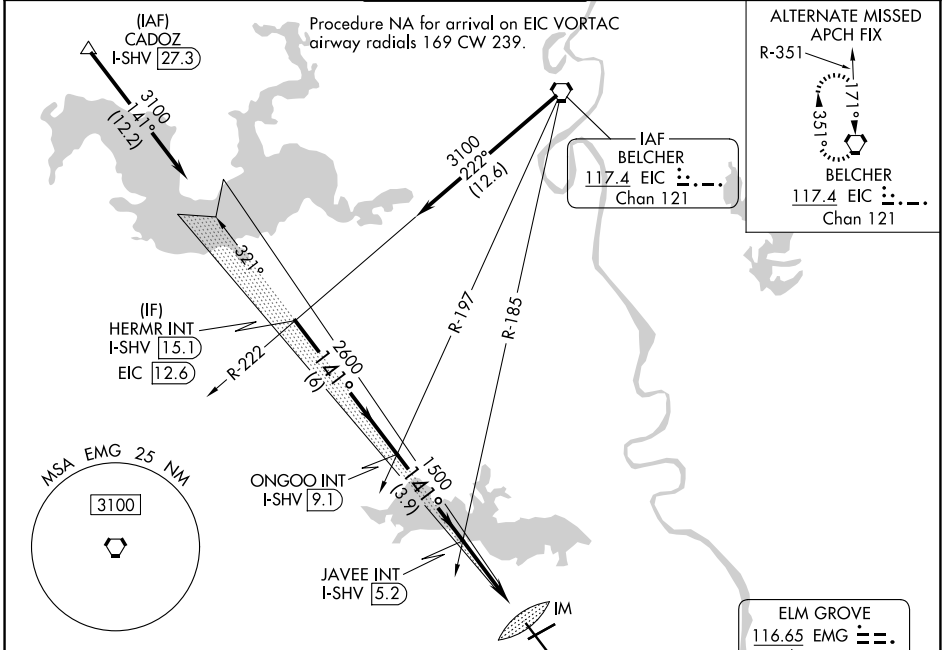 (IAF)
CADOZ
I-SHV 27.3
3100
141°
(12.2)
Procedure NA for arrival on EIC VORTAC
airway radials 169 CW 239.
ALTERNATE MISSED
APCH FIX
R-351
171°
351°
BELCHER
117.4 EIC
Chan 121
3100
222°
(12.6)
IAF
BELCHER
117.4 EIC
Chan 121
321°
R-197
R-185
(IF)
HERMR INT
I-SHV 15.1
EIC 12.6
R-222
2600
141°
(6)
ONGOO INT
I-SHV 9.1
1500
141°
(3.9)
MSA EMG 25 NM
3100
JAVEE INT
I-SHV 5.2
IM
ELM GROVE
116.65 EMG